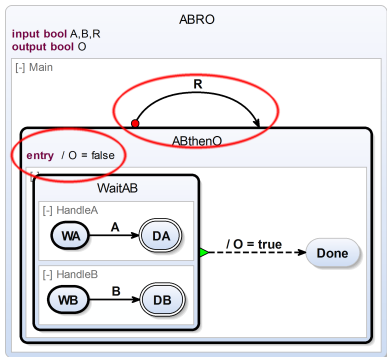 ABRO
input bool A,B,R
output bool O
[-] Main
R
ABthenO
entry / O = false
WaitAB
[-] HandleA
WA
A
DA
/ O = true
Done
[-] HandleB
WB
B
DB